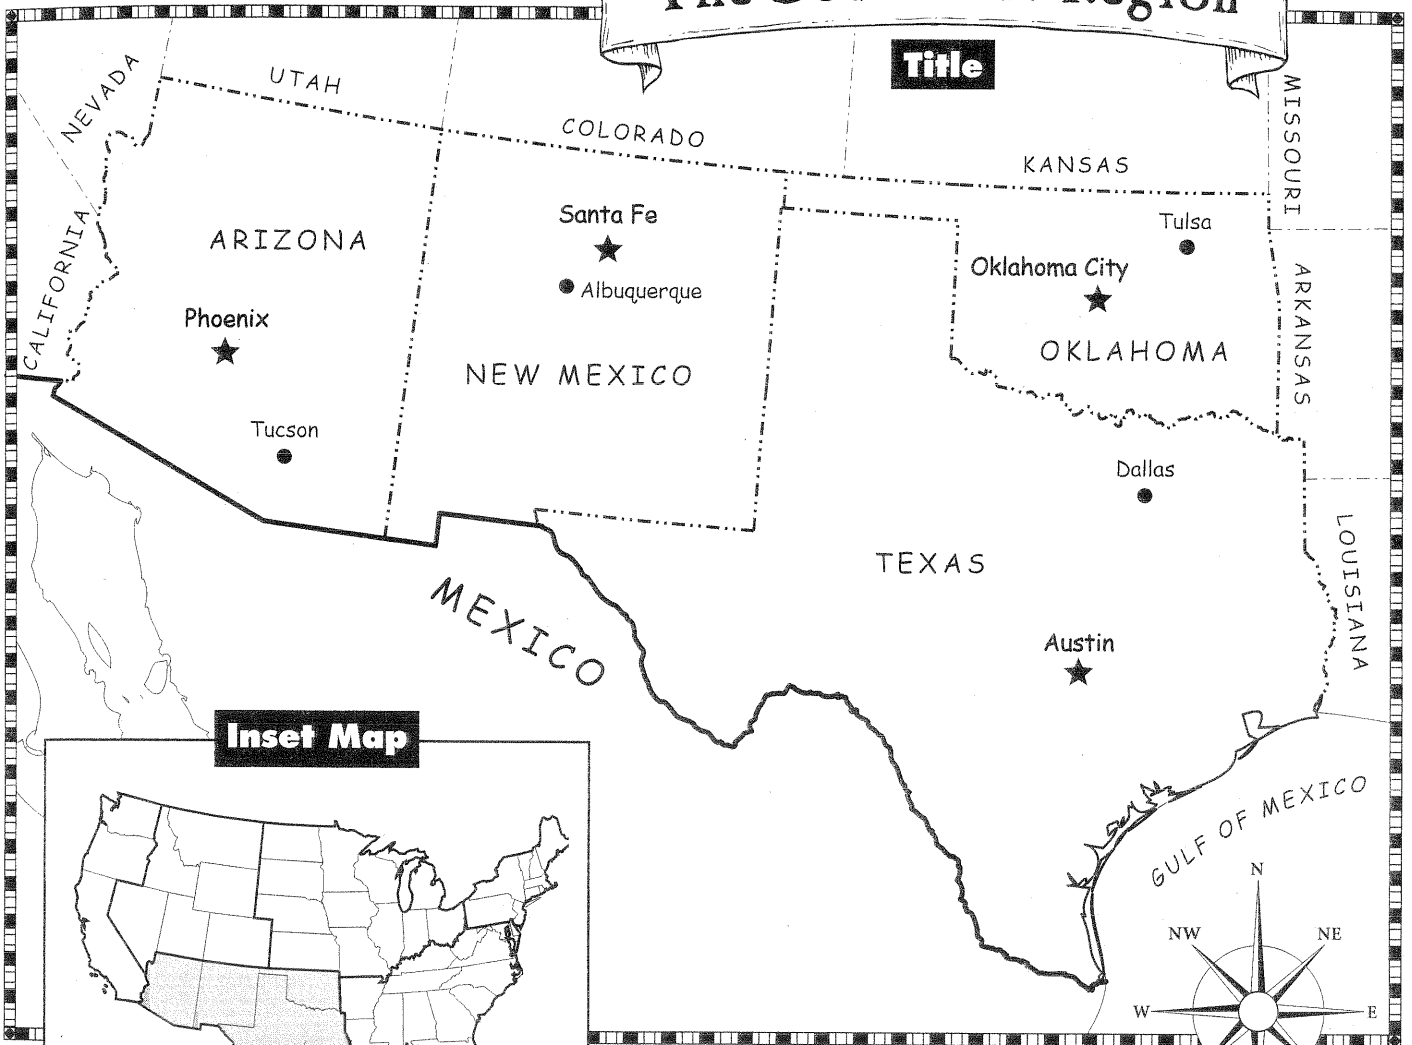 Region
Title
NEVADA
UTAH
COLORADO
KANSAS
MISSOURI
CALIFORNIA
ARIZONA
Santa Fe
Albuquerque
Tulsa
Oklahoma City
OKLAHOMA
ARKANSAS
Phoenix
NEW MEXICO
Tucson
Dallas
TEXAS
LOUISIANA
MEXICO
Austin
Inset Map
GULF OF MEXICO
N
NW
NE
W
E